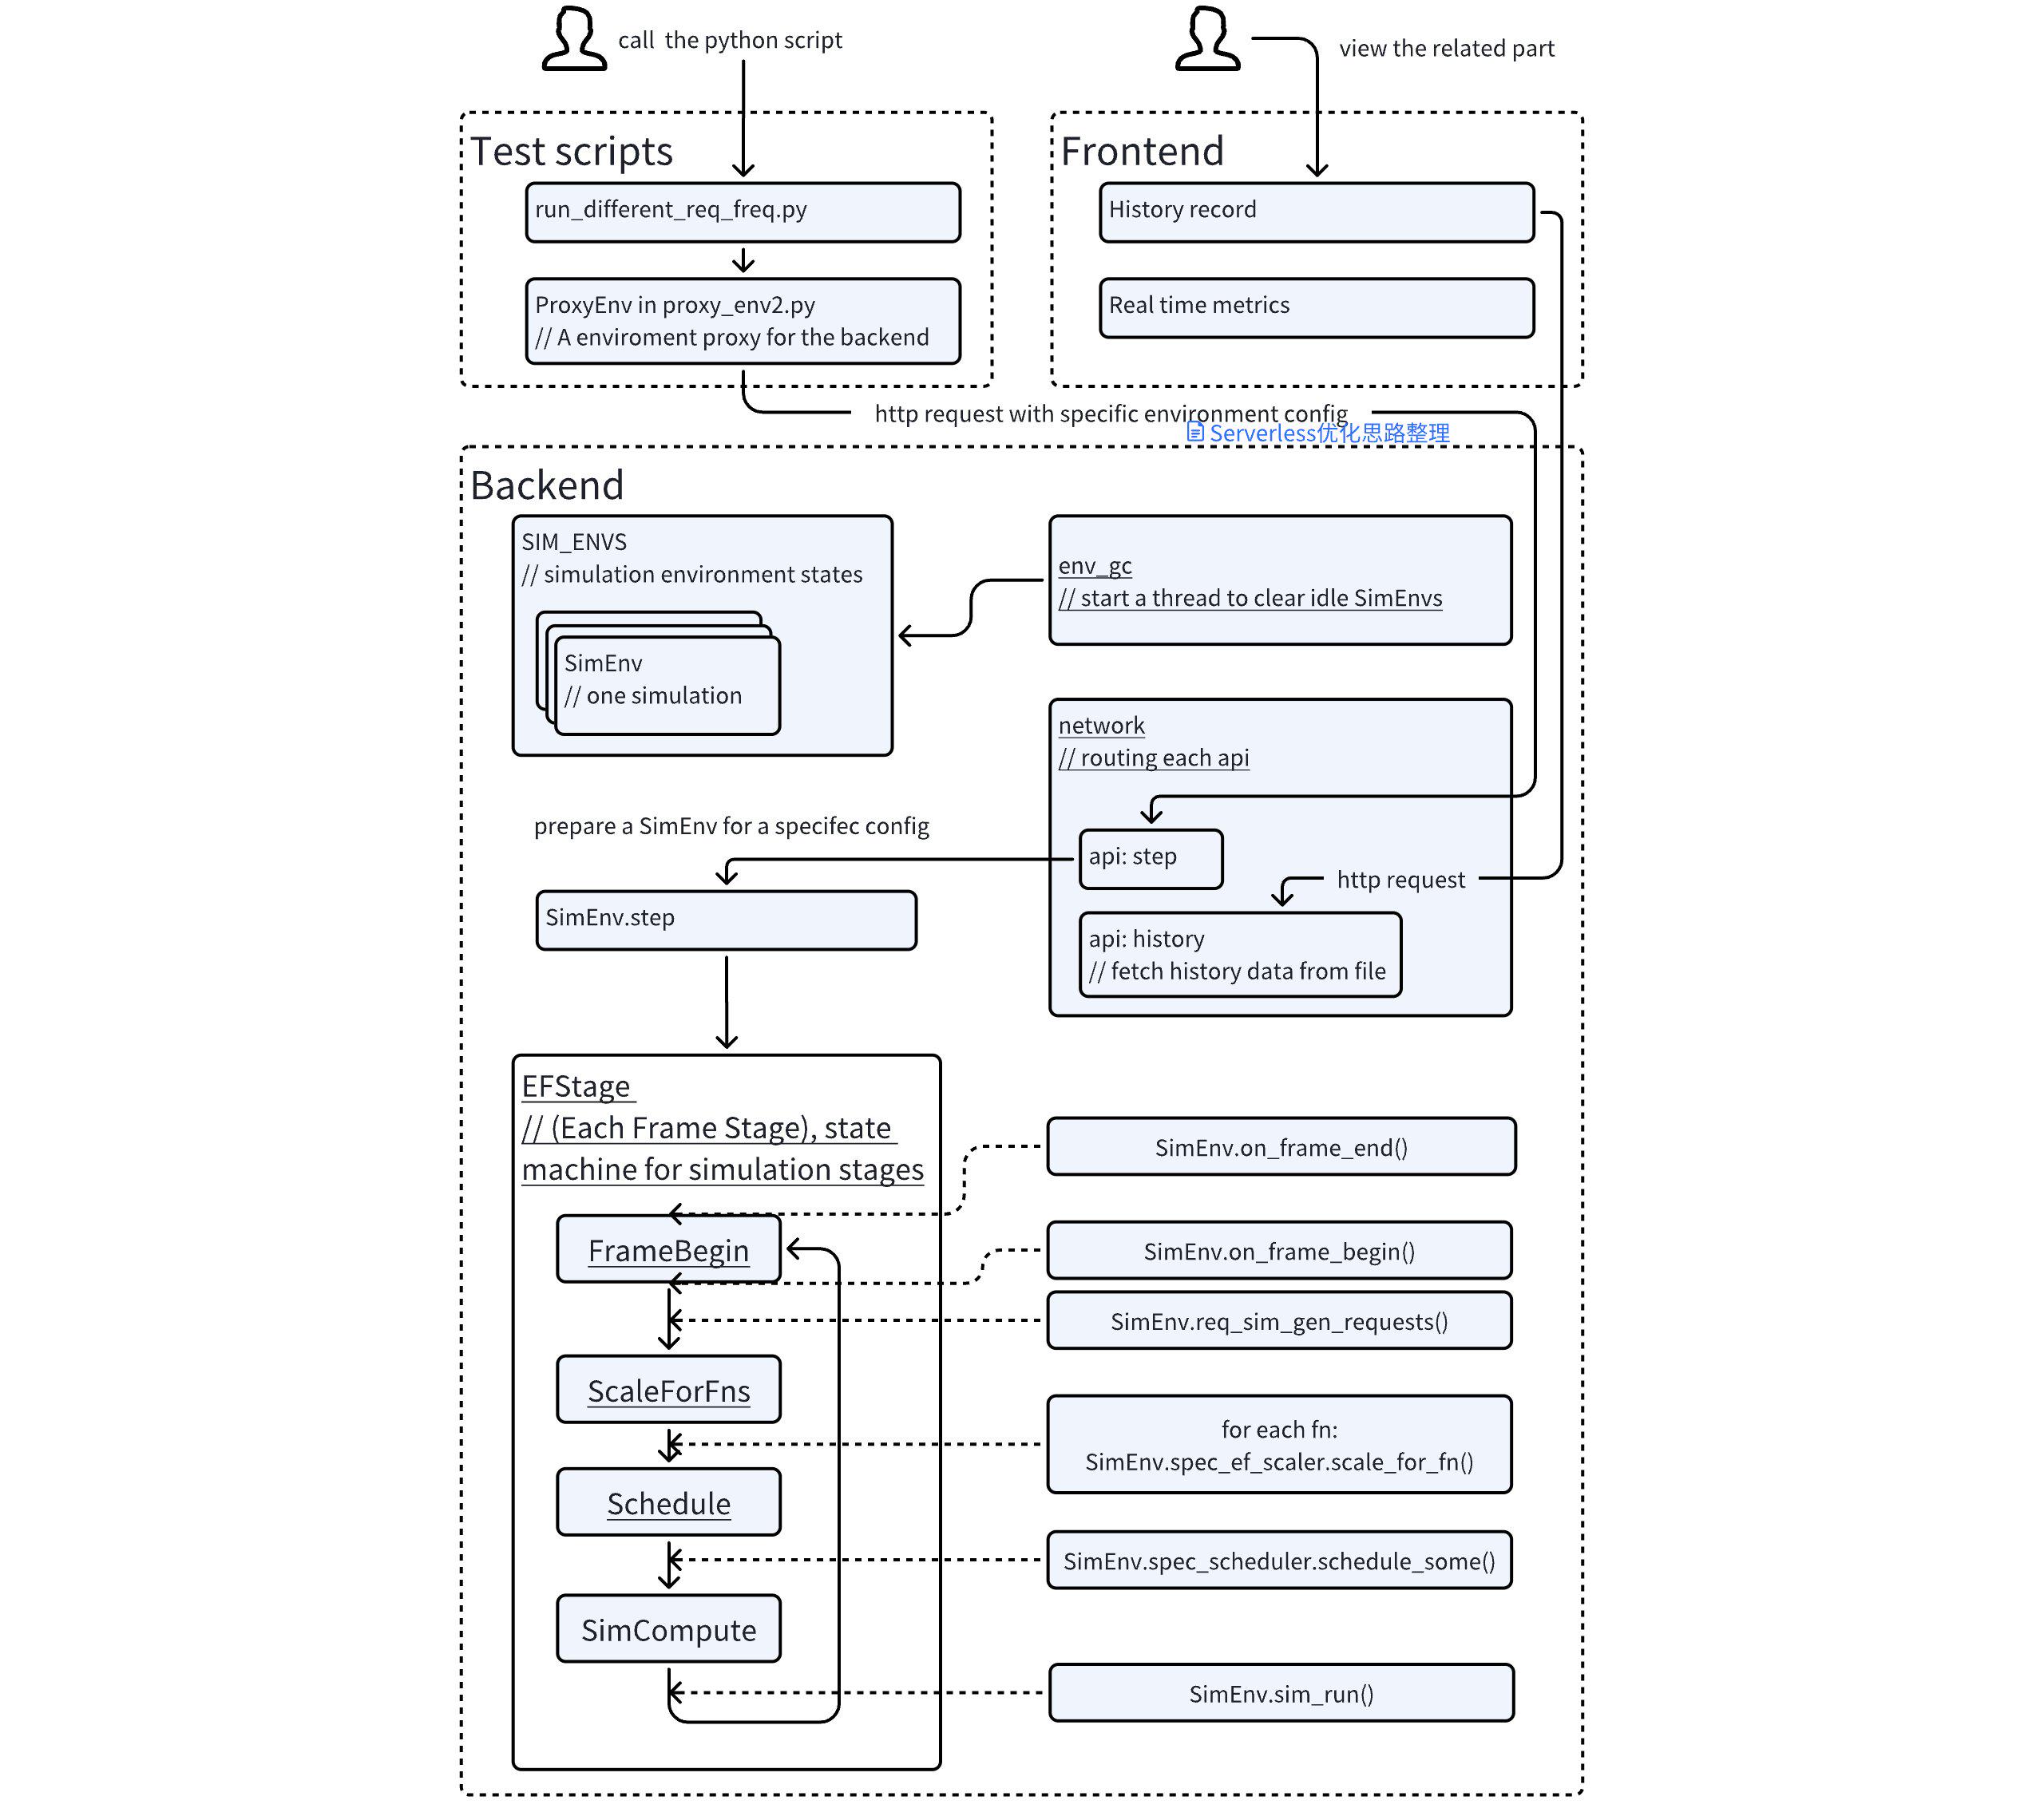 call  the python script
view the related part
Test scripts
run_different_req_freq.py
ProxyEnv in proxy_env2.py
// A enviroment proxy for the backend
Frontend
History record
Real time metrics
http request with specific environment config
Serverless优化思路整理
Backend
SIM_ENVS
// simulation environment states
SimEnv
// one simulation
env_gc
// start a thread to clear idle SimEnvs
network
// routing each api
api: step
http request
api: history
// fetch history data from file
prepare a SimEnv for a specifec config
SimEnv.step
EFStage
// (Each Frame Stage), state
machine for simulation stages
FrameBegin
ScaleForFns
Schedule
SimCompute
SimEnv.on_frame_end()
SimEnv.on_frame_begin()
SimEnv.req_sim_gen_requests()
for each fn:
SimEnv.spec_ef_scaler.scale_for_fn()
SimEnv.spec_scheduler.schedule_some()
SimEnv.sim_run()